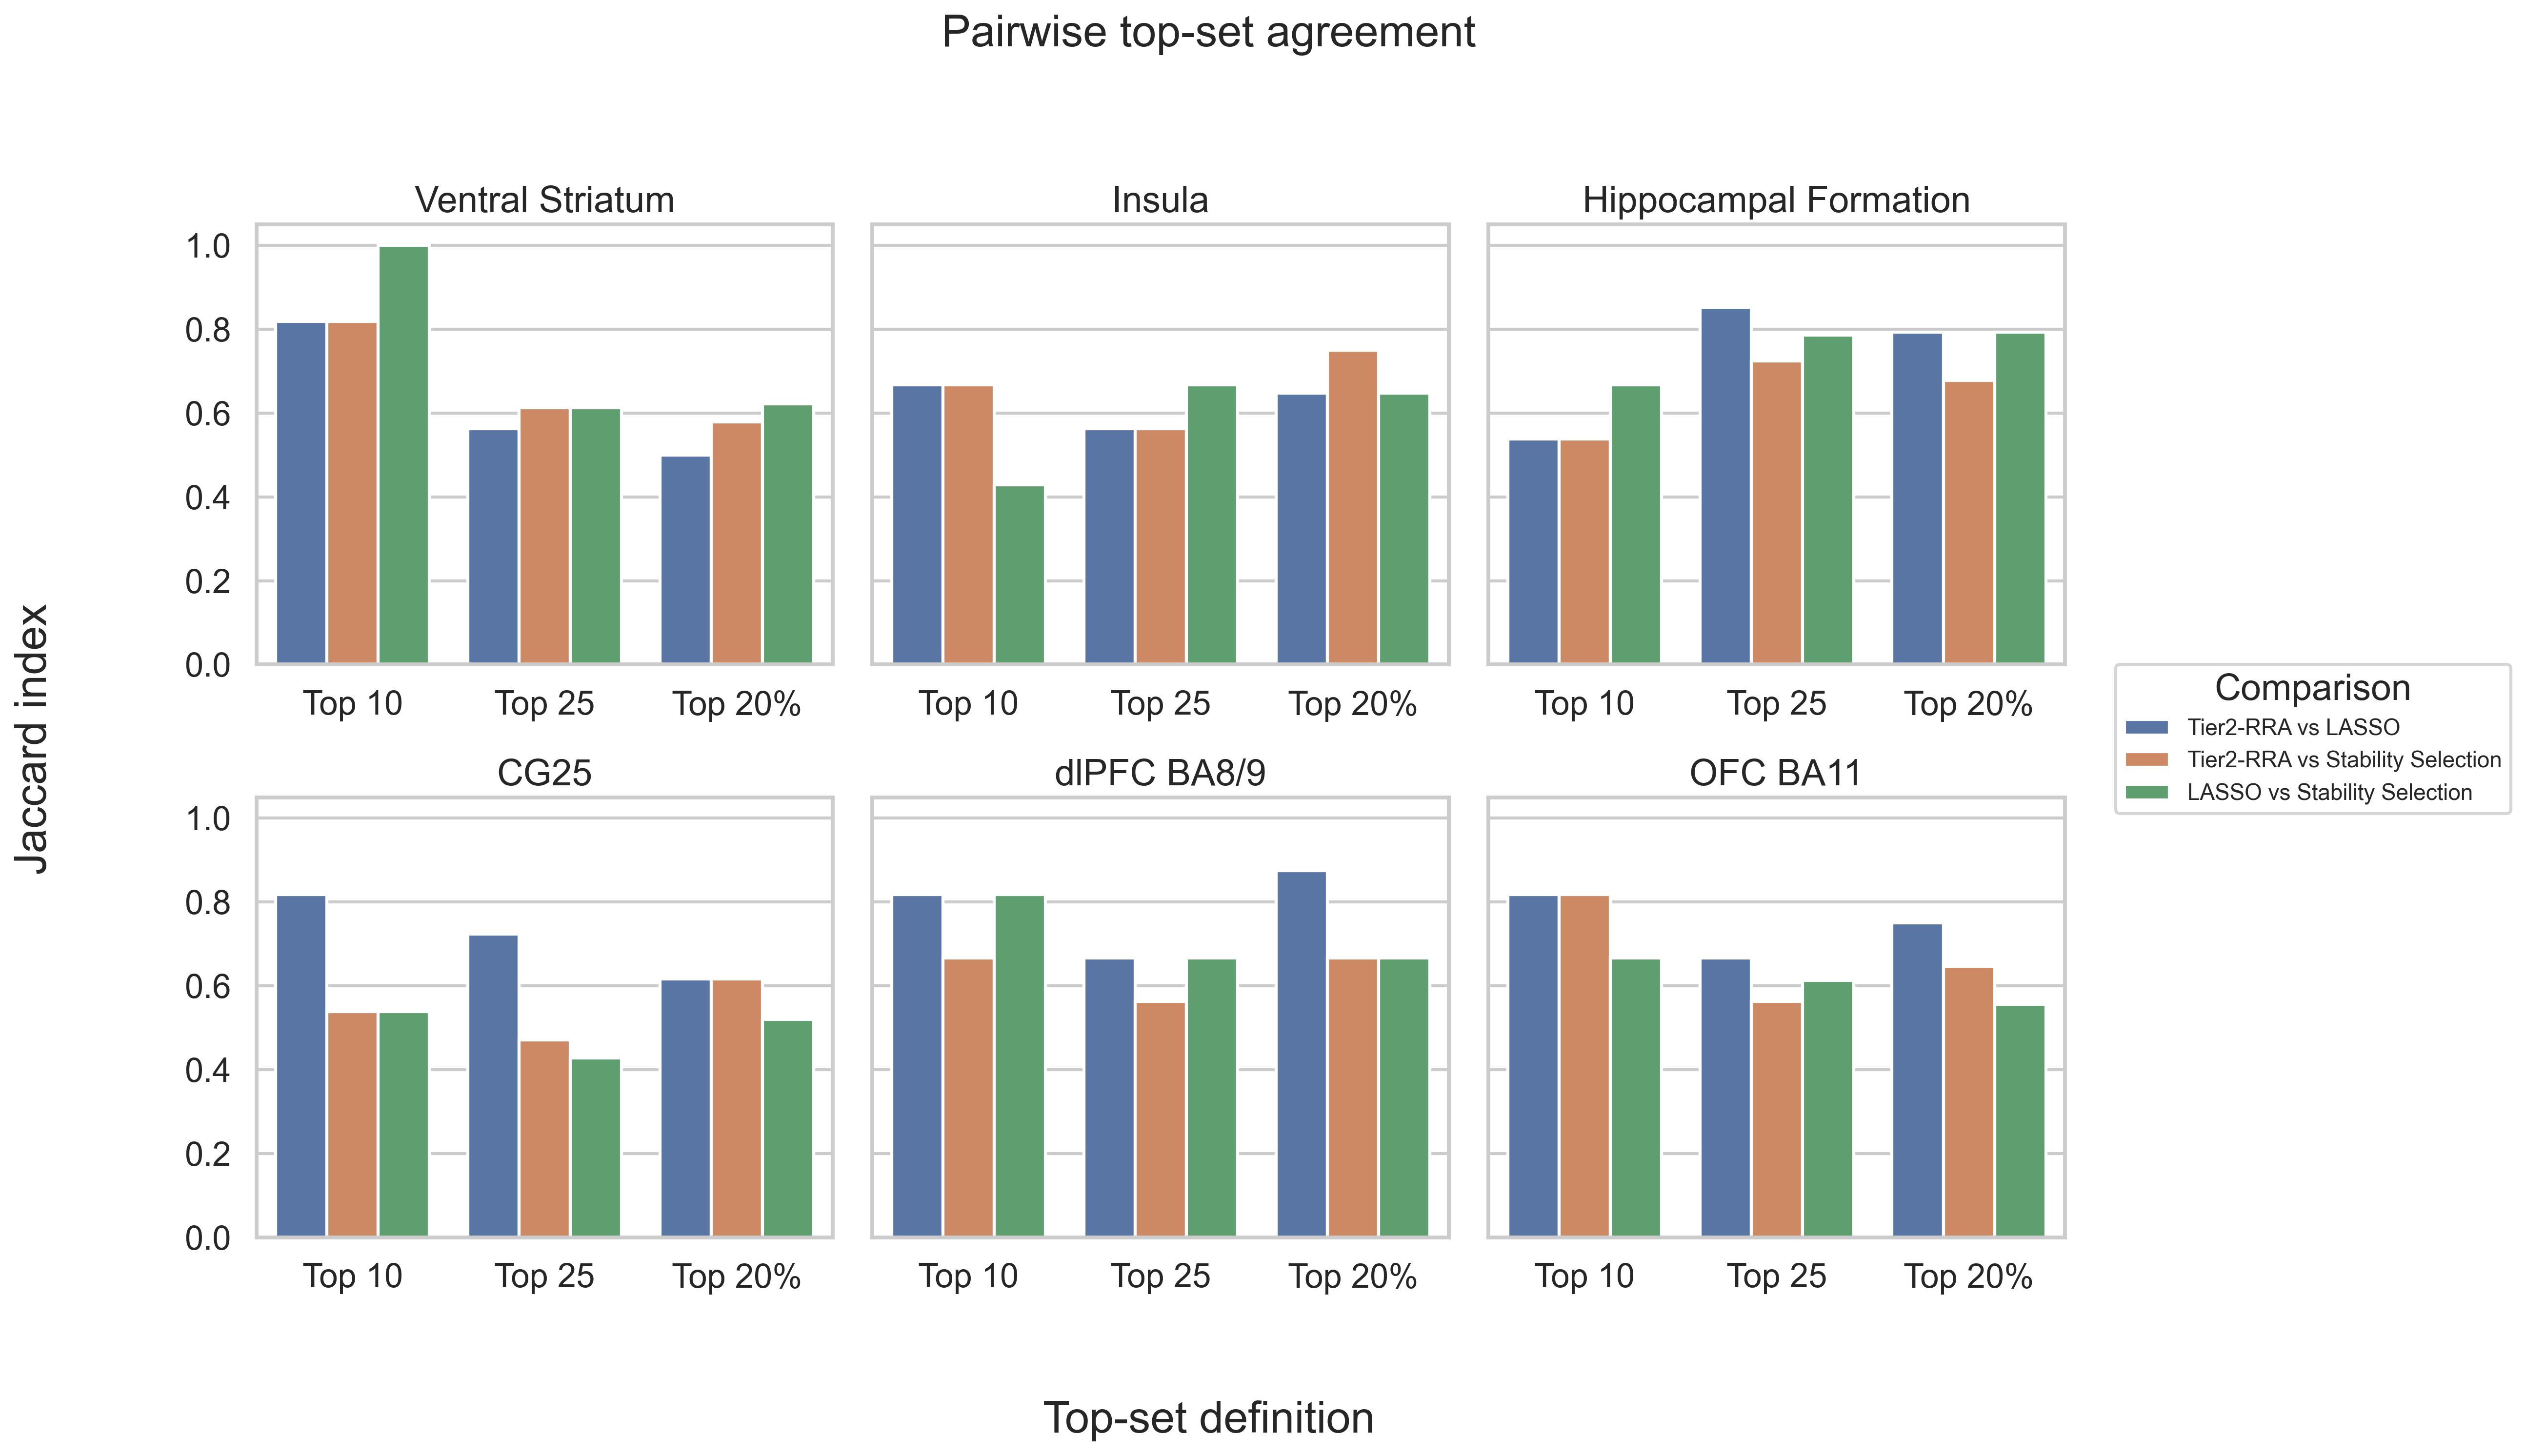 Pairwise top-set agreement
Jaccard index
Ventral Striatum
1.0
0.8
0.6
0.4
0.2
0.0
Top 10 Top 25 Top 20%
Insula
Top 10 Top 25 Top 20%
Hippocampal Formation
Top 10 Top 25 Top 20%
CG25
1.0
0.8
0.6
0.4
0.2
0.0
Top 10 Top 25 Top 20%
dlPFC BA8/9
Top 10 Top 25 Top 20%
OFC BA11
Top 10 Top 25 Top 20%
Top-set definition
Comparison
Tier2-RRA vs LASSO
Tier2-RRA vs Stability Selection
LASSO vs Stability Selection